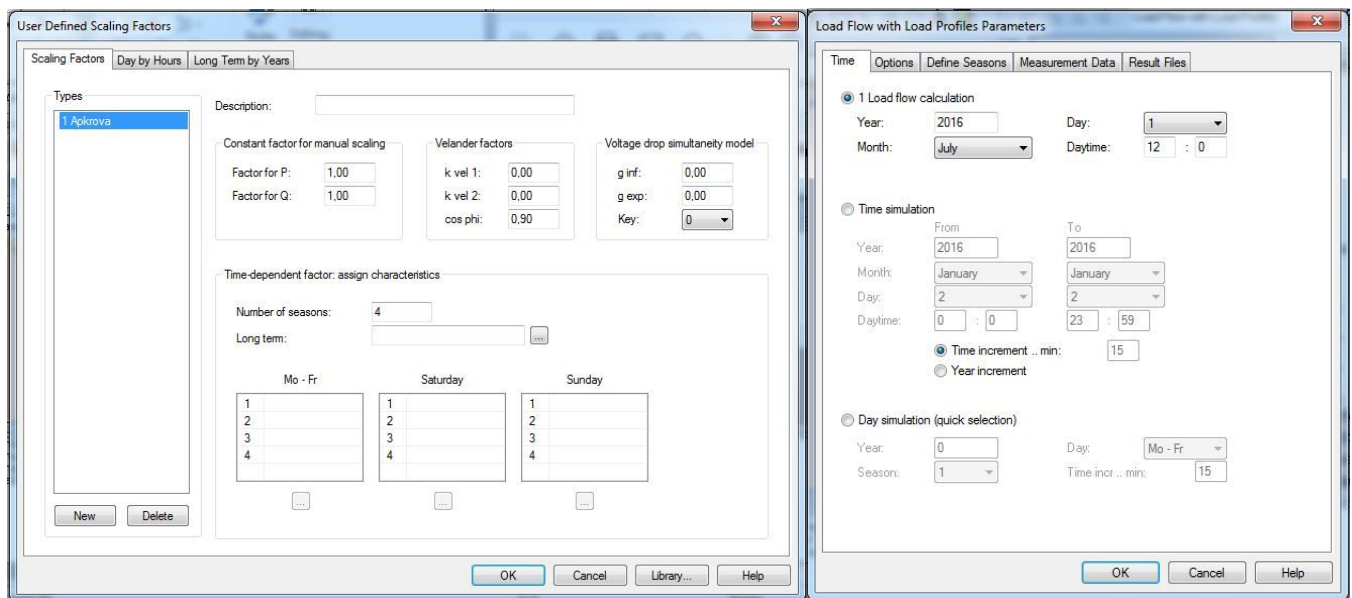 User Defined Scaling Factors
Scaling Factors Day by Hours Long Term by Years
Types
1 Apkrova
Description:
Constant factor for manual scaling
Factor for P: 1,00
Factor for Q: 1,00
Velander factors
k vel 1: 0,00
k vel 2: 0,00
cos phi: 0,90
Voltage drop simultaneity model
g inf: 0,00
g exp: 0,00
Key: 0
Time-dependent factor: assign characteristics
Number of seasons: 4
Long term: ...
Mo - Fr Saturday Sunday
1 1 1
2 2 2
3 3 3
4 4 4
... ... ...
New Delete
OK Cancel Library... Help
Load Flow with Load Profiles Parameters
Time Options Define Seasons Measurement Data Result Files
1 Load flow calculation
Year: 2016 Day: 1
Month: July Daytime: 12 : 0
Time simulation
From To
Year: 2016 2016
Month: January January
Day: 2 2
Daytime: 0 : 0 23 : 59
Time increment .. min: 15
Year increment
Day simulation (quick selection)
Year: 0 Day: Mo - Fr
Season: 1 Time incr .. min: 15
OK Cancel Help